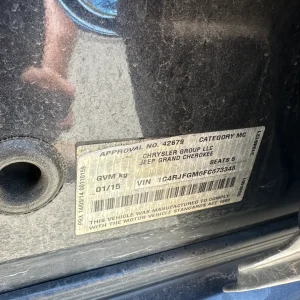 APPROVAL NO. 42679 CATEGORY MC
CHRYSLER GROUP LLC
JEEP GRAND CHEROKEE
GVM kg SEATS 5
01/15 VIN
THIS VEHICLE WAS MANUFACTURED TO COMPLY
WITH THE MOTOR VEHICLE STANDARDS ACT 1989